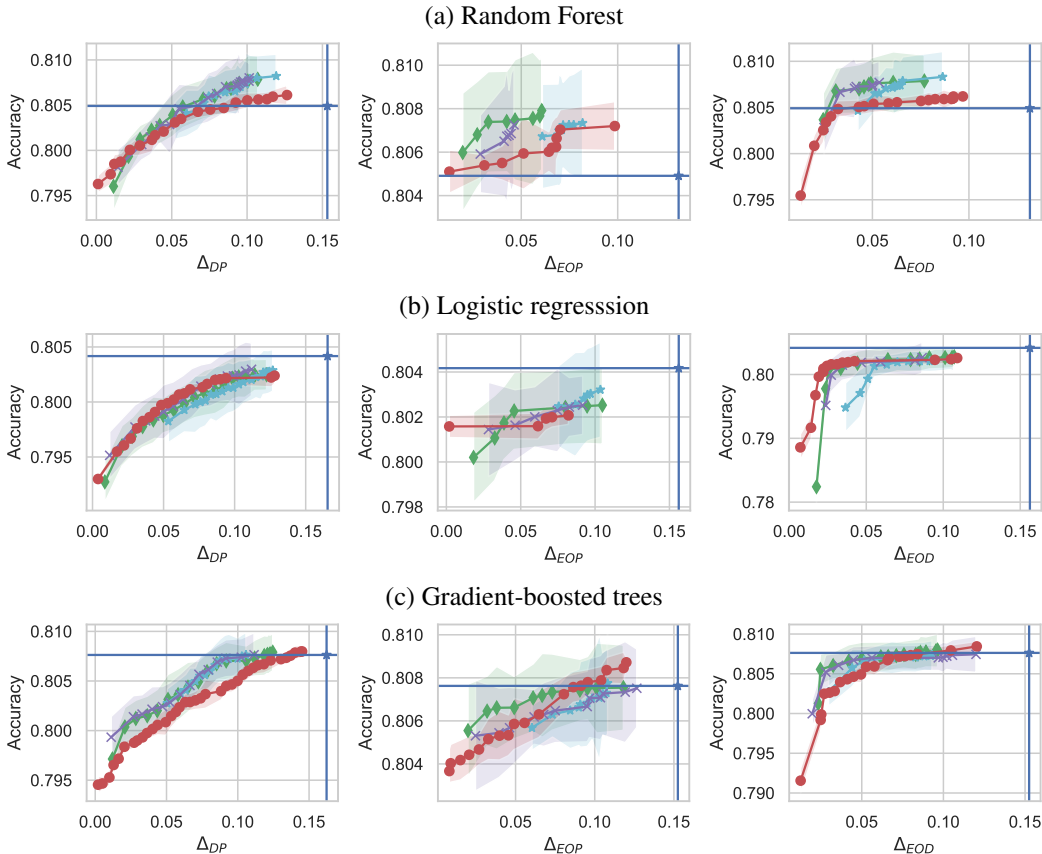 (a) Random Forest
0.810
0.805
0.800
0.795
Accuracy
0.00 0.05 0.10 0.15
Δ_DP
0.810
0.808
0.806
0.804
Accuracy
0.05 0.10
Δ_EOP
0.810
0.805
0.800
0.795
Accuracy
0.05 0.10
Δ_EOD
(b) Logistic regresssion
0.805
0.800
0.795
Accuracy
0.00 0.05 0.10 0.15
Δ_DP
0.804
0.802
0.800
0.798
Accuracy
0.00 0.05 0.10 0.15
Δ_EOP
0.80
0.79
0.78
Accuracy
0.00 0.05 0.10 0.15
Δ_EOD
(c) Gradient-boosted trees
0.810
0.805
0.800
0.795
Accuracy
0.00 0.05 0.10 0.15
Δ_DP
0.810
0.808
0.806
0.804
Accuracy
0.05 0.10 0.15
Δ_EOP
0.810
0.805
0.800
0.795
0.790
Accuracy
0.05 0.10 0.15
Δ_EOD